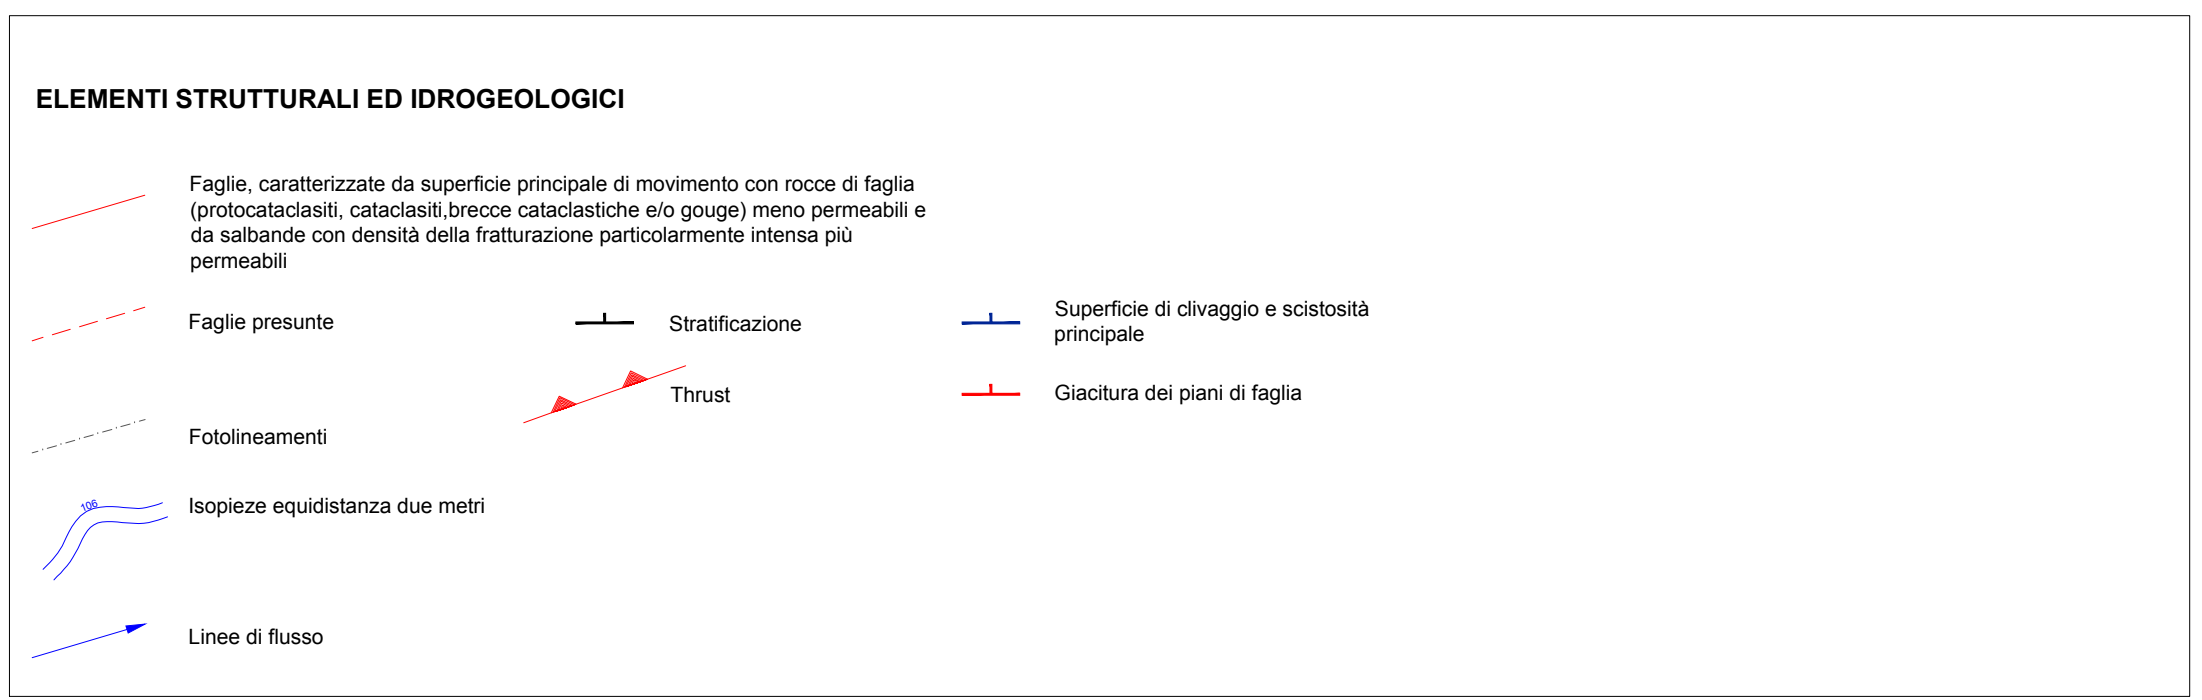 ELEMENTI STRUTTURALI ED IDROGEOLOGICI
Faglie, caratterizzate da superficie principale di movimento con rocce di faglia
(protocataclasiti, cataclasiti,brecce cataclastiche e/o gouge) meno permeabili e
da salbande con densità della fratturazione particolarmente intensa più
permeabili
Faglie presunte
Stratificazione
Superficie di clivaggio e scistosità
principale
Thrust
Giacitura dei piani di faglia
Fotolineamenti
106
Isopieze equidistanza due metri
Linee di flusso